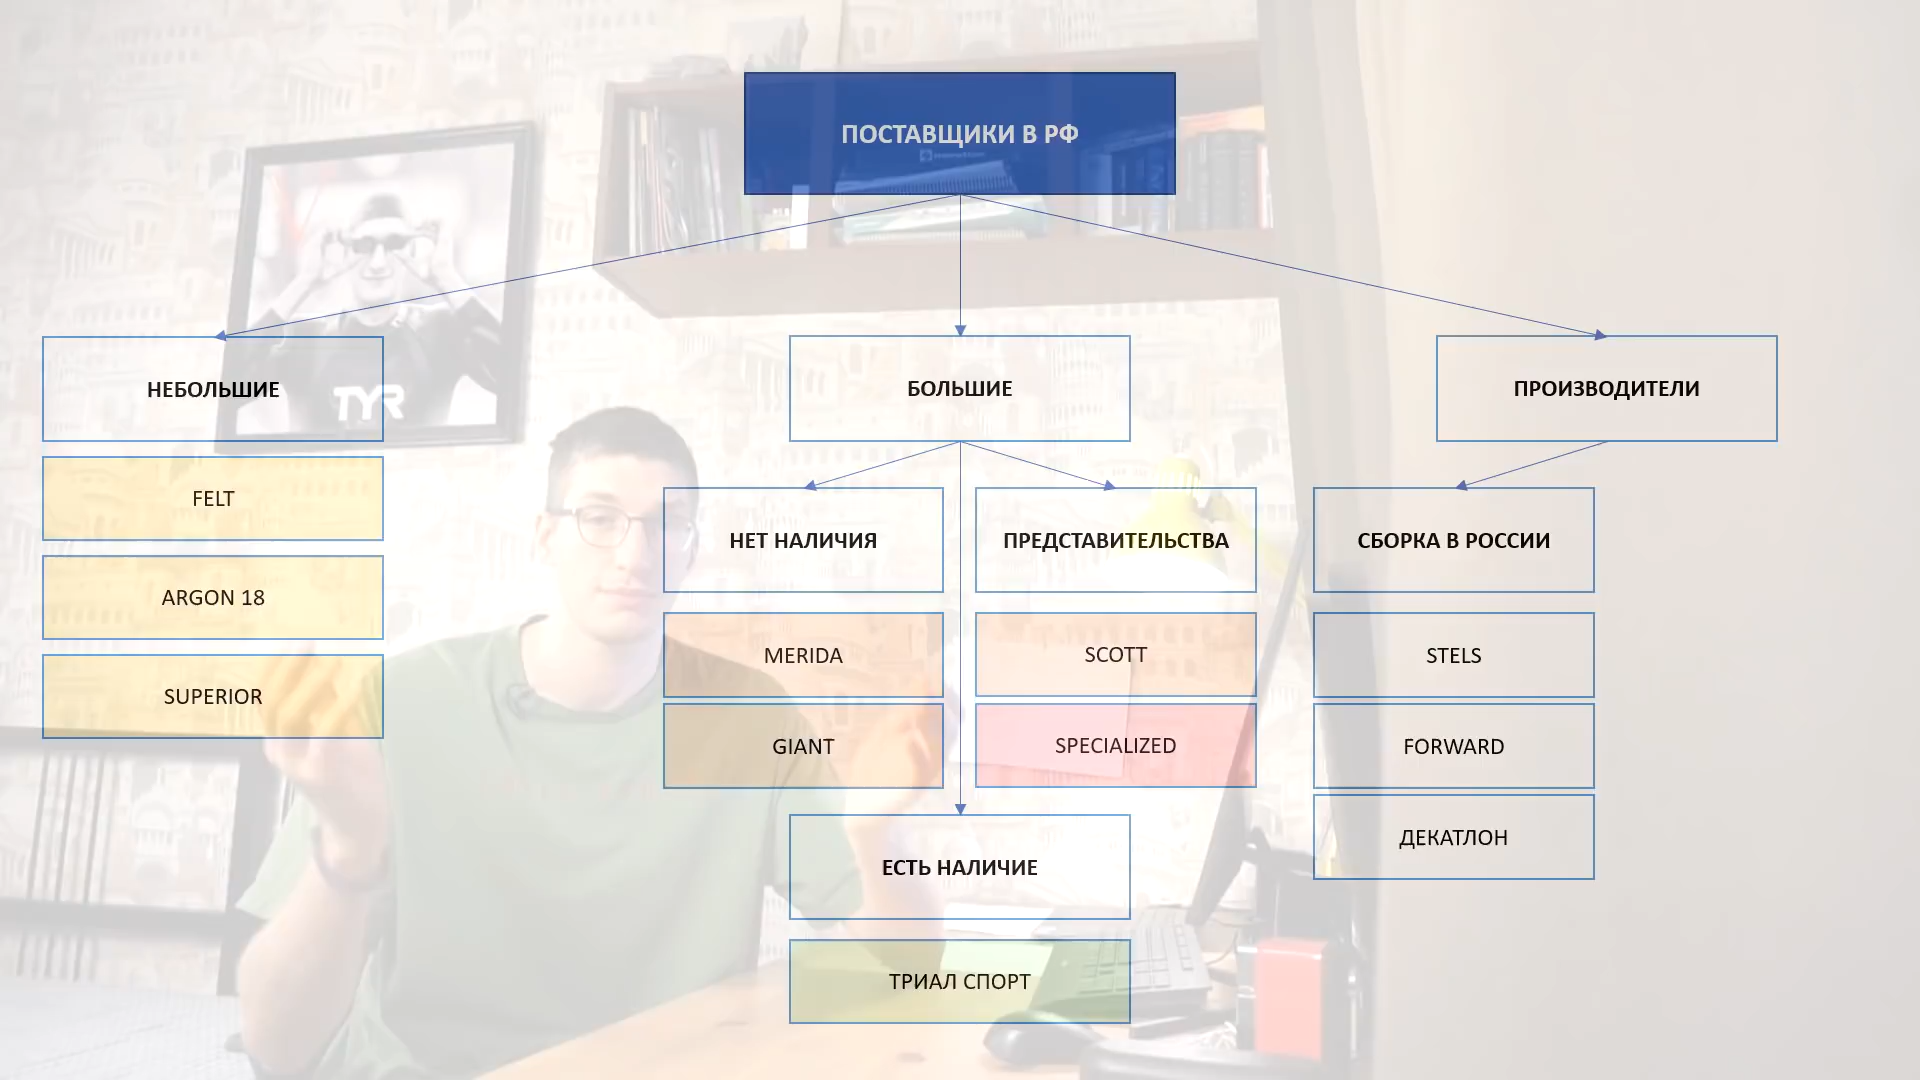 ПОСТАВЩИКИ В РФ
НЕБОЛЬШИЕ
БОЛЬШИЕ
ПРОИЗВОДИТЕЛИ
FELT
ARGON 18
SUPERIOR
TYR
НЕТ НАЛИЧИЯ
ПРЕДСТАВИТЕЛЬСТВА
СБОРКА В РОССИИ
MERIDA
SCOTT
STELS
GIANT
SPECIALIZED
FORWARD
ДЕКАТЛОН
ЕСТЬ НАЛИЧИЕ
ТРИАЛ СПОРТ